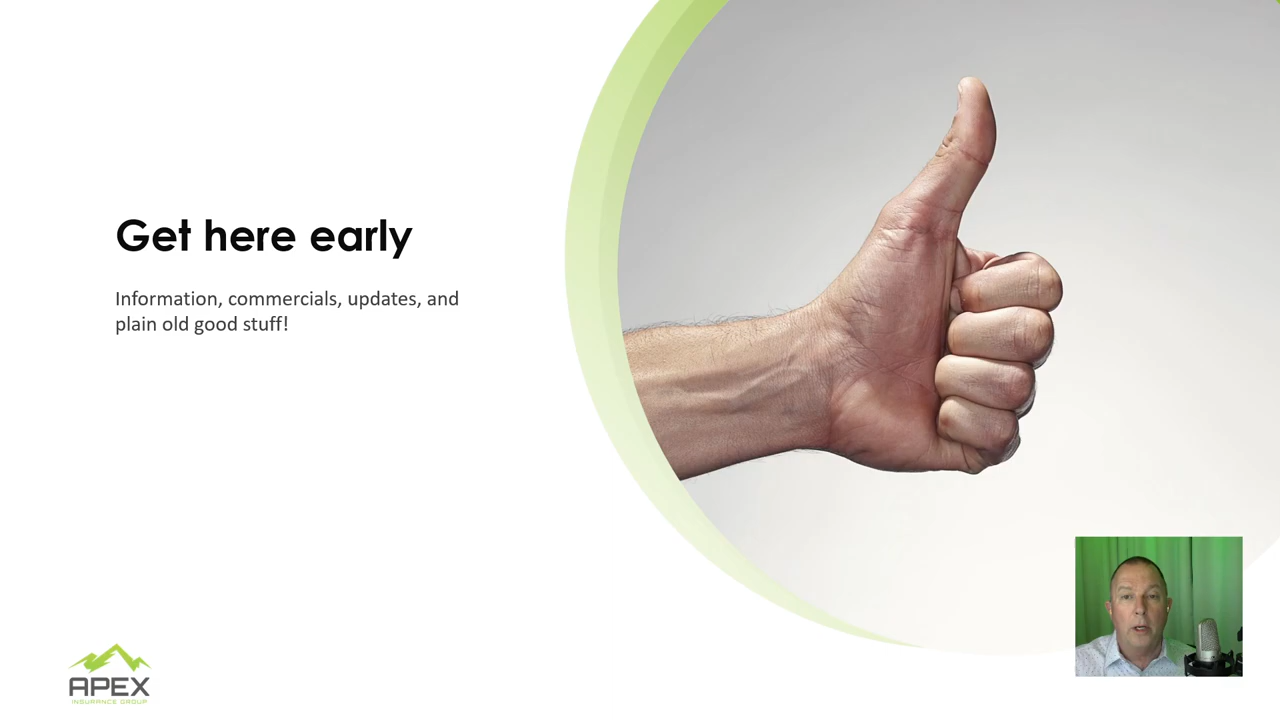 Get here early
Information, commercials, updates, and
plain old good stuff!
APEX
INSURANCE GROUP